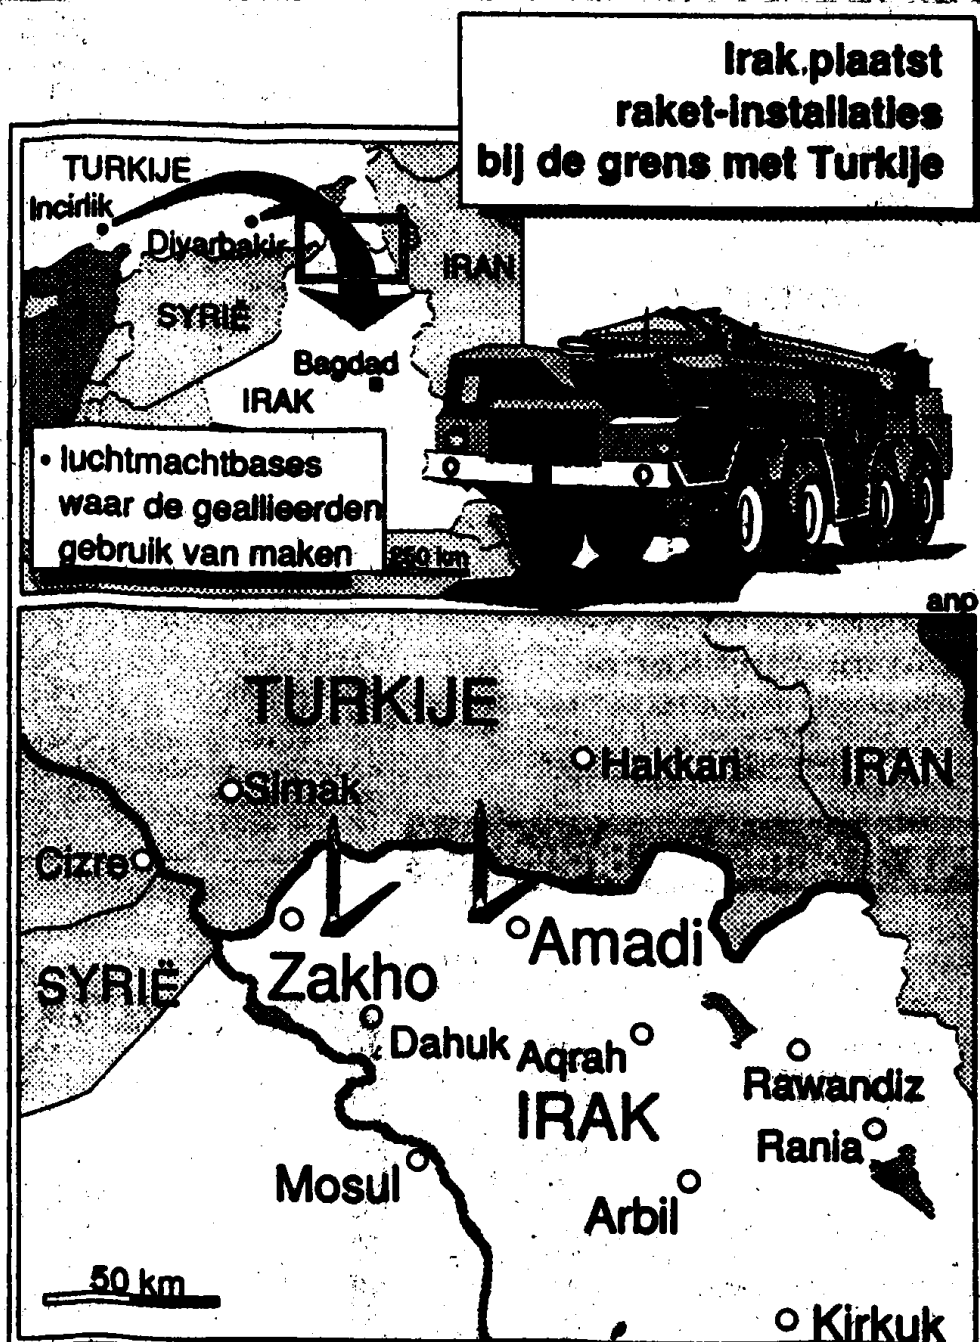 Irak plaatst
raket-installaties
bij de grens met Turkije
TURKIJE
Incirlik
Diyarbakir
IRAN
SYRIË
Bagdad
IRAK
• luchtmachtbases
waar de geallieerden
gebruik van maken
250 km
anp
TURKIJE
Sirnak
Hakkari
IRAN
Cizre
Zakho
Amadi
SYRIË
Dahuk
Aqrah
Rawandiz
IRAK
Rania
Mosul
Arbil
50 km
Kirkuk